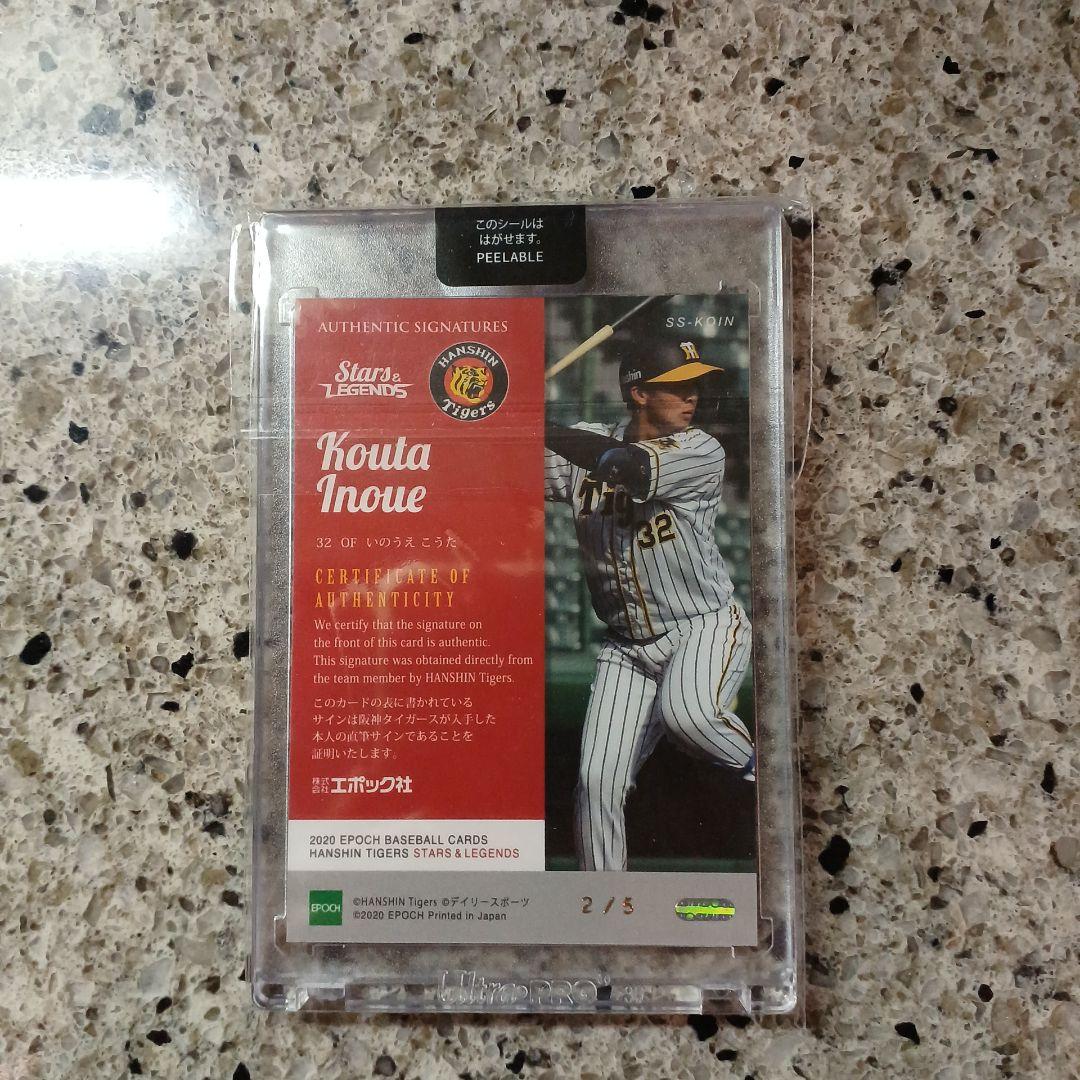 このシールは
はがせます。
PEELABLE
AUTHENTIC SIGNATURES
SS-KOIN
Stars &
LEGENDS
HANSHIN
Tigers
Kouta
Inoue
32 OF いのうえ こうた
CERTIFICATE OF
AUTHENTICITY
We certify that the signature on
the front of this card is authentic.
This signature was obtained directly from
the team member by HANSHIN Tigers.
このカードの表に書かれている
サインは阪神タイガースが入手した
本人の直筆サインであることを
証明いたします。
株式会社 エポック社
2020 EPOCH BASEBALL CARDS
HANSHIN TIGERS STARS & LEGENDS
EPOCH
©HANSHIN Tigers ©デイリースポーツ
©2020 EPOCH Printed in Japan
2/5
32
Ultra•PRO